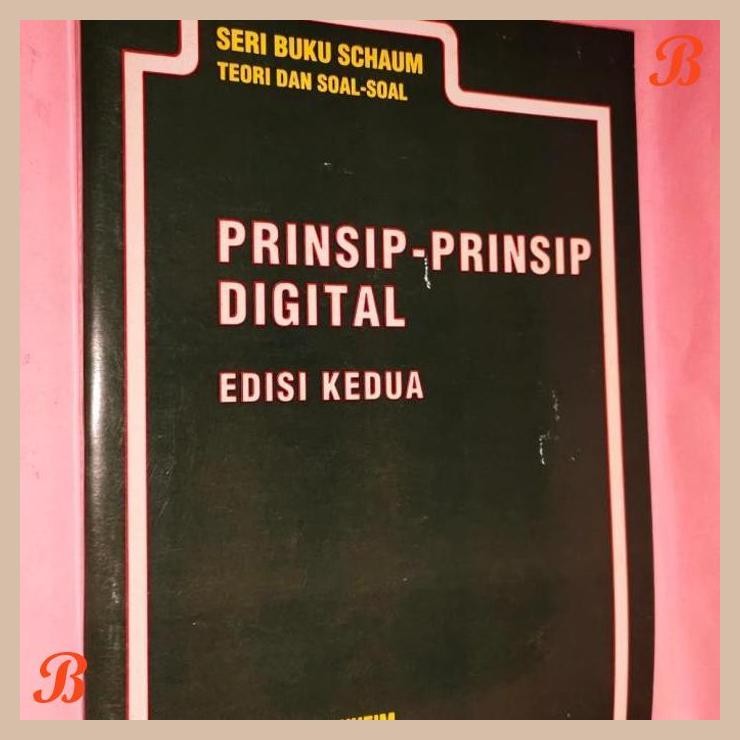 SERI BUKU SCHAUM
TEORI DAN SOAL-SOAL
B
PRINSIP-PRINSIP
DIGITAL
EDISI KEDUA
B